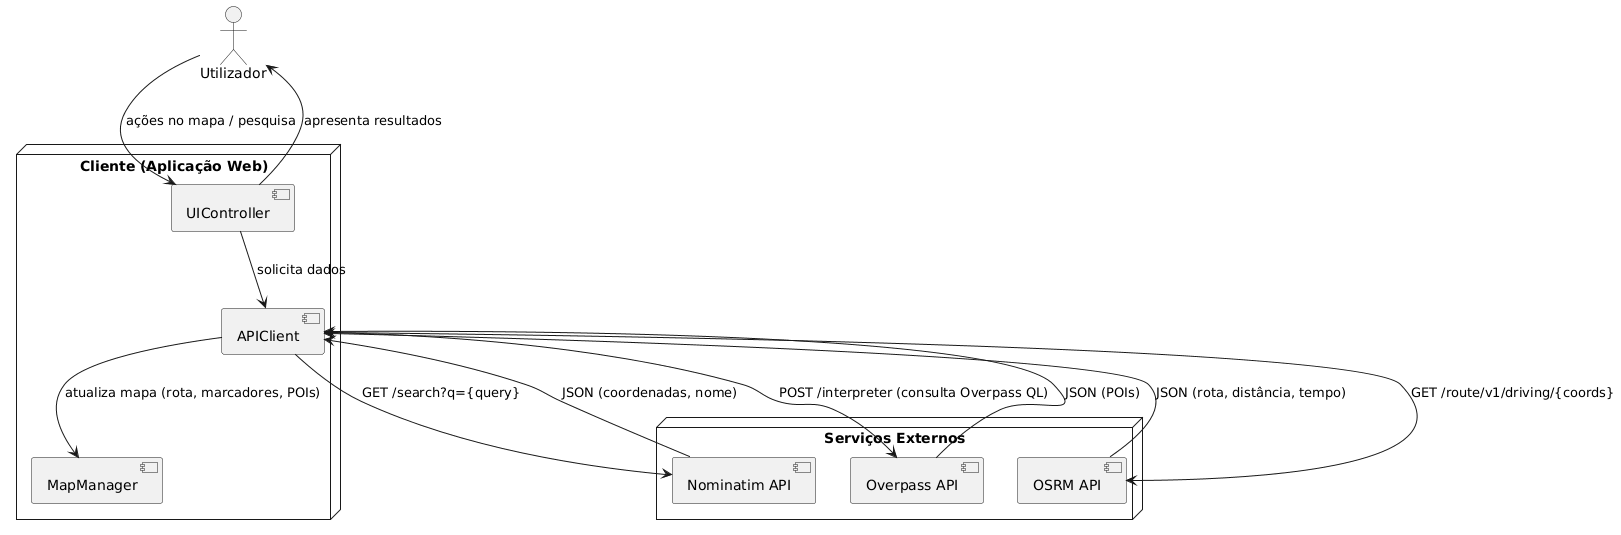 Utilizador
ações no mapa / pesquisa
apresenta resultados
Cliente (Aplicação Web)
UIController
solicita dados
APIClient
atualiza mapa (rota, marcadores, POIs)
GET /search?q={query}
JSON (coordenadas, nome)
POST /interpreter (consulta Overpass QL)
JSON (POIs)
JSON (rota, distância, tempo)
GET /route/v1/driving/{coords}
Serviços Externos
MapManager
Nominatim API
Overpass API
OSRM API